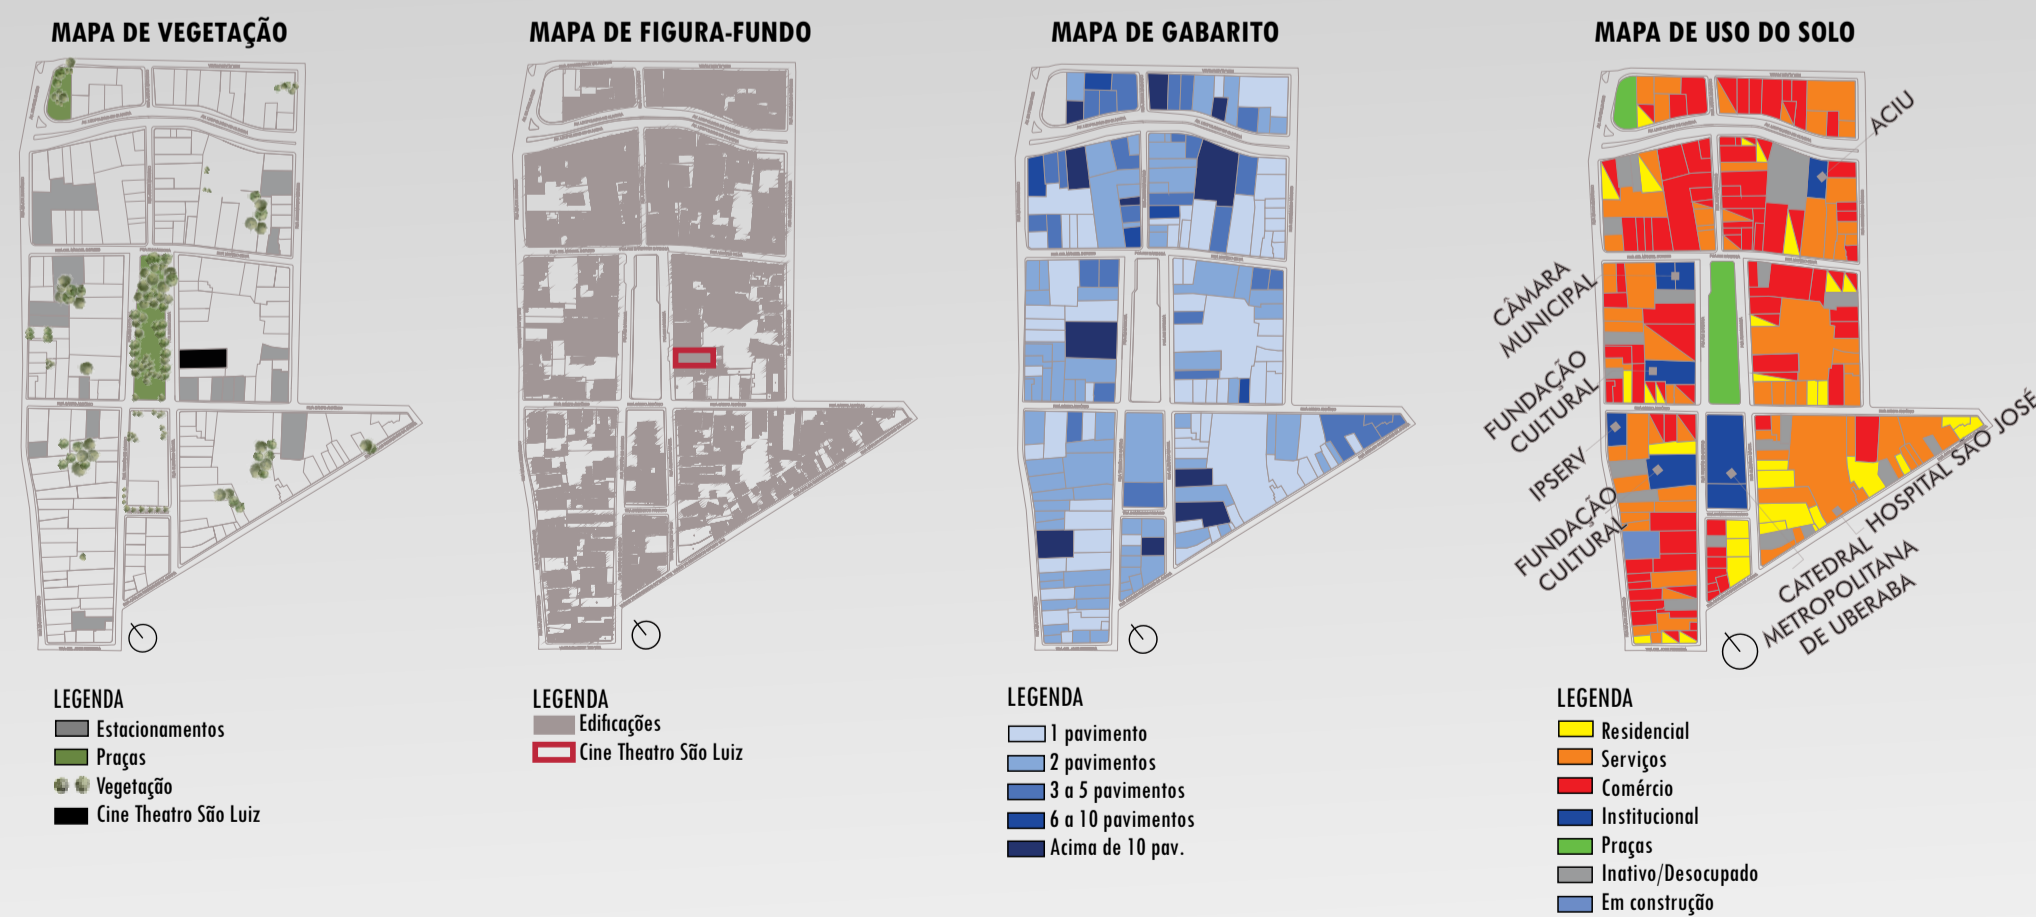 MAPA DE VEGETAÇÃO
LEGENDA
Estacionamentos
Praças
Vegetação
Cine Theatro São Luiz
MAPA DE FIGURA-FUNDO
LEGENDA
Edificações
Cine Theatro São Luiz
MAPA DE GABARITO
LEGENDA
1 pavimento
2 pavimentos
3 a 5 pavimentos
6 a 10 pavimentos
Acima de 10 pav.
MAPA DE USO DO SOLO
ACIU
CÂMARA
MUNICIPAL
FUNDAÇÃO
CULTURAL
IPSERV
FUNDAÇÃO
CULTURAL
HOSPITAL SÃO JOSÉ
CATEDRAL
METROPOLITANA
DE UBERABA
LEGENDA
Residencial
Serviços
Comércio
Institucional
Praças
Inativo/Desocupado
Em construção